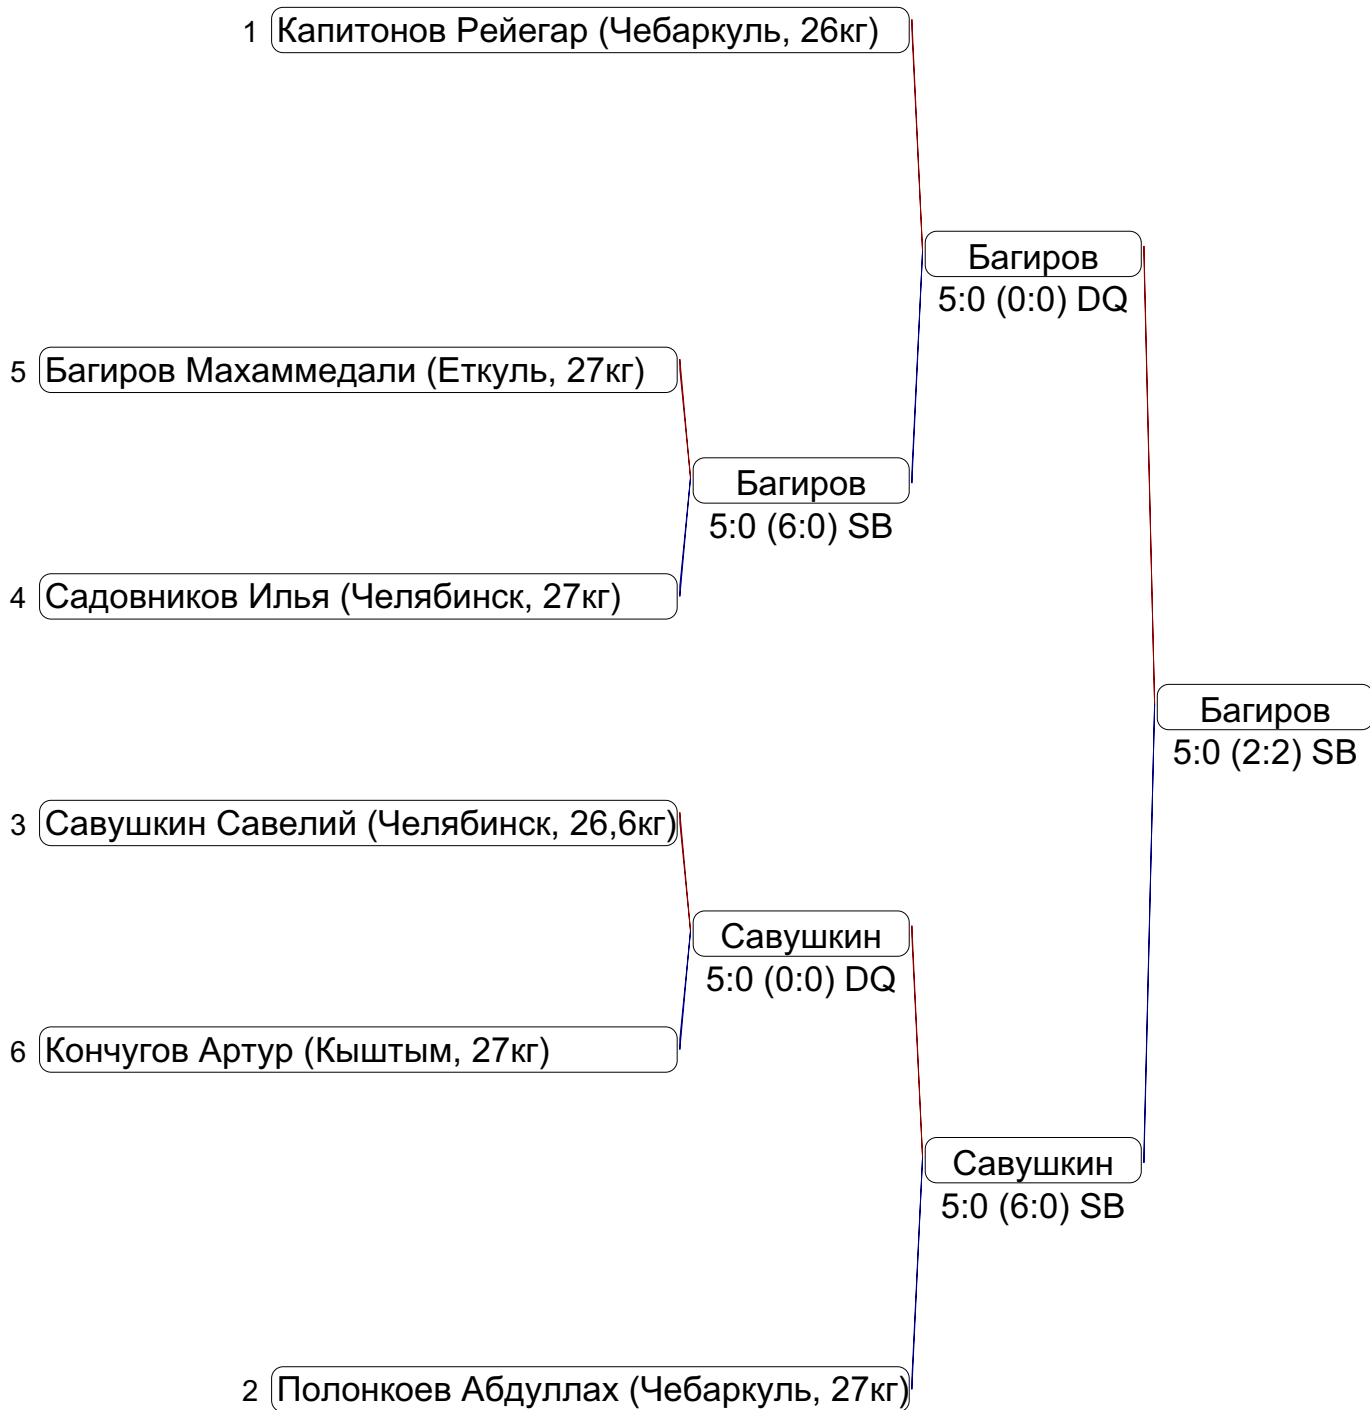 1 Капитонов Рейегар (Чебаркуль, 26кг)
Багиров
5:0 (0:0) DQ
5 Багиров Махаммедали (Еткуль, 27кг)
Багиров
5:0 (6:0) SB
4 Садовников Илья (Челябинск, 27кг)
Багиров
5:0 (2:2) SB
3 Савушкин Савелий (Челябинск, 26,6кг)
Савушкин
5:0 (0:0) DQ
6 Кончугов Артур (Кыштым, 27кг)
Савушкин
5:0 (6:0) SB
2 Полонкоев Абдуллах (Чебаркуль, 27кг)